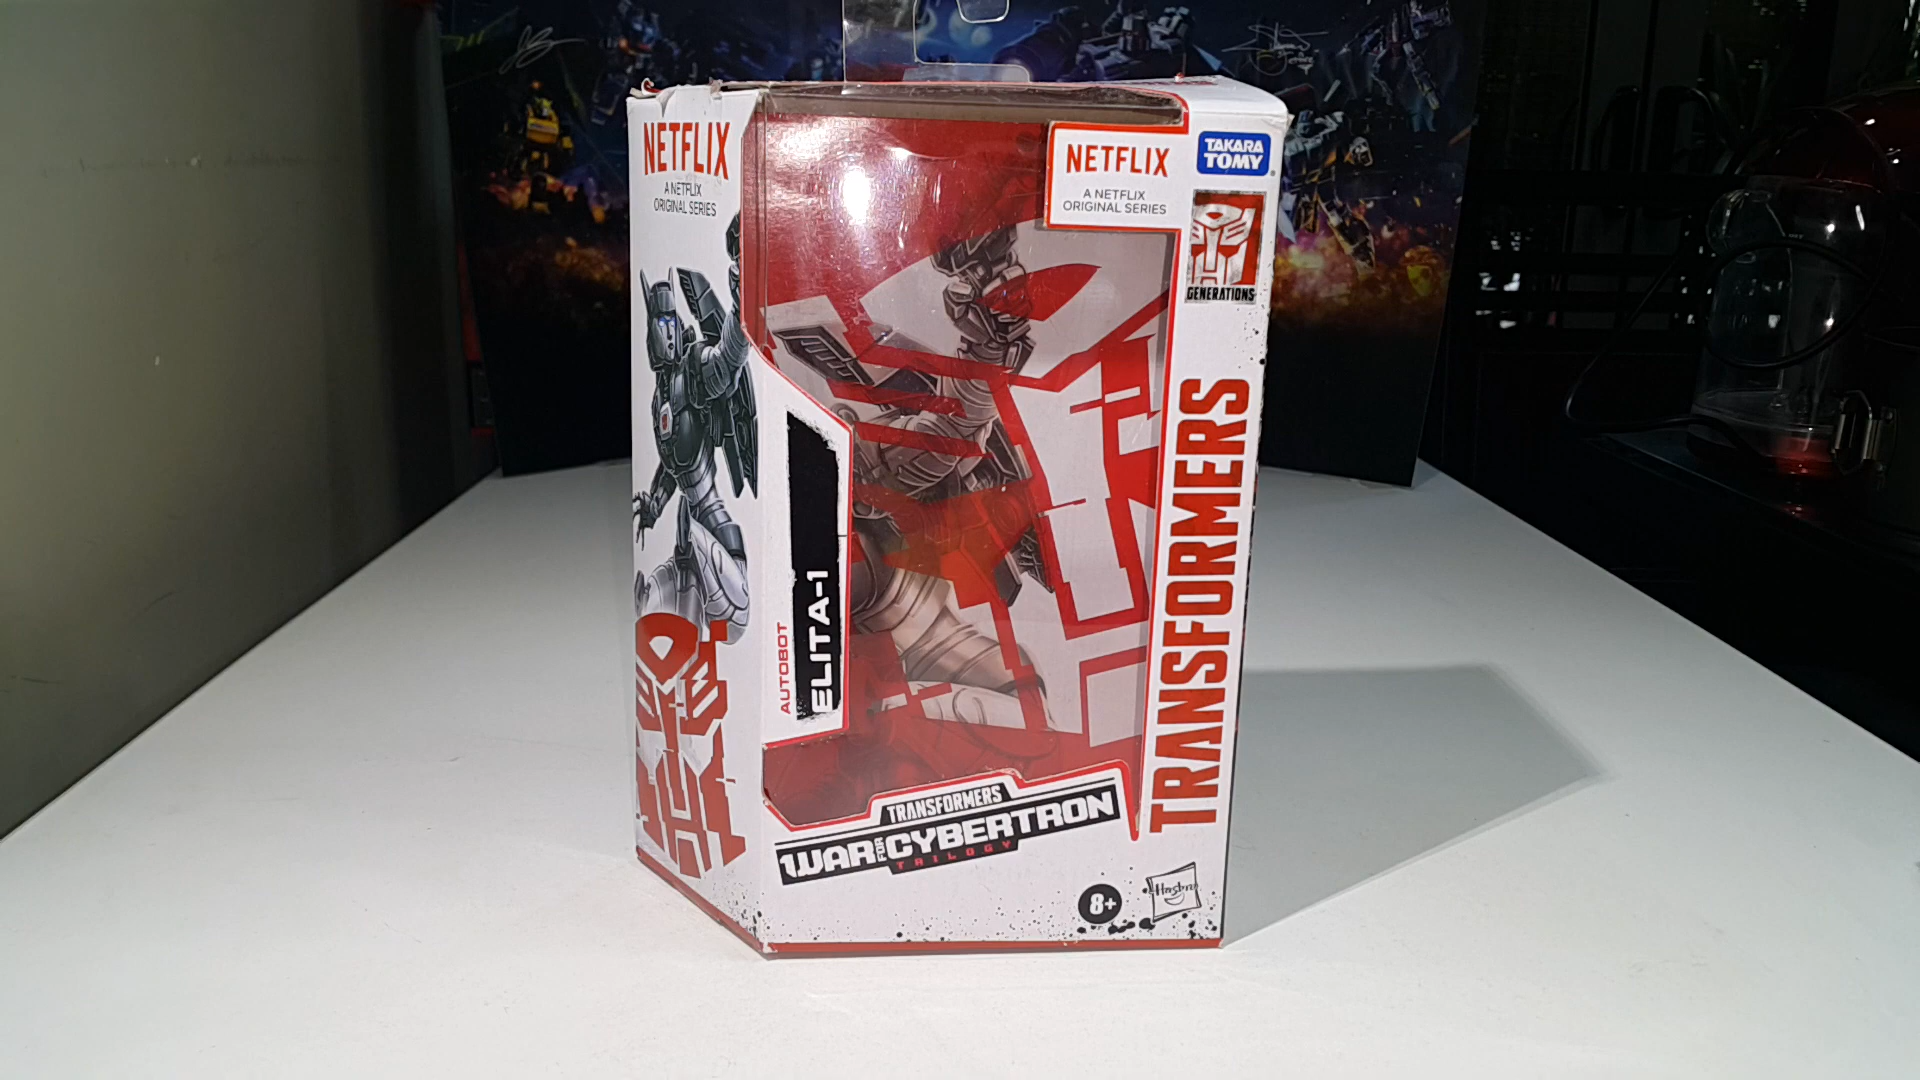 NETFLIX
A NETFLIX
ORIGINAL SERIES
NETFLIX
A NETFLIX
ORIGINAL SERIES
TAKARA
TOMY
GENERATIONS
TRANSFORMERS
AUTOBOT
ELITA-1
TRANSFORMERS
WAR FOR CYBERTRON
TRILOGY
8+
Hasbro